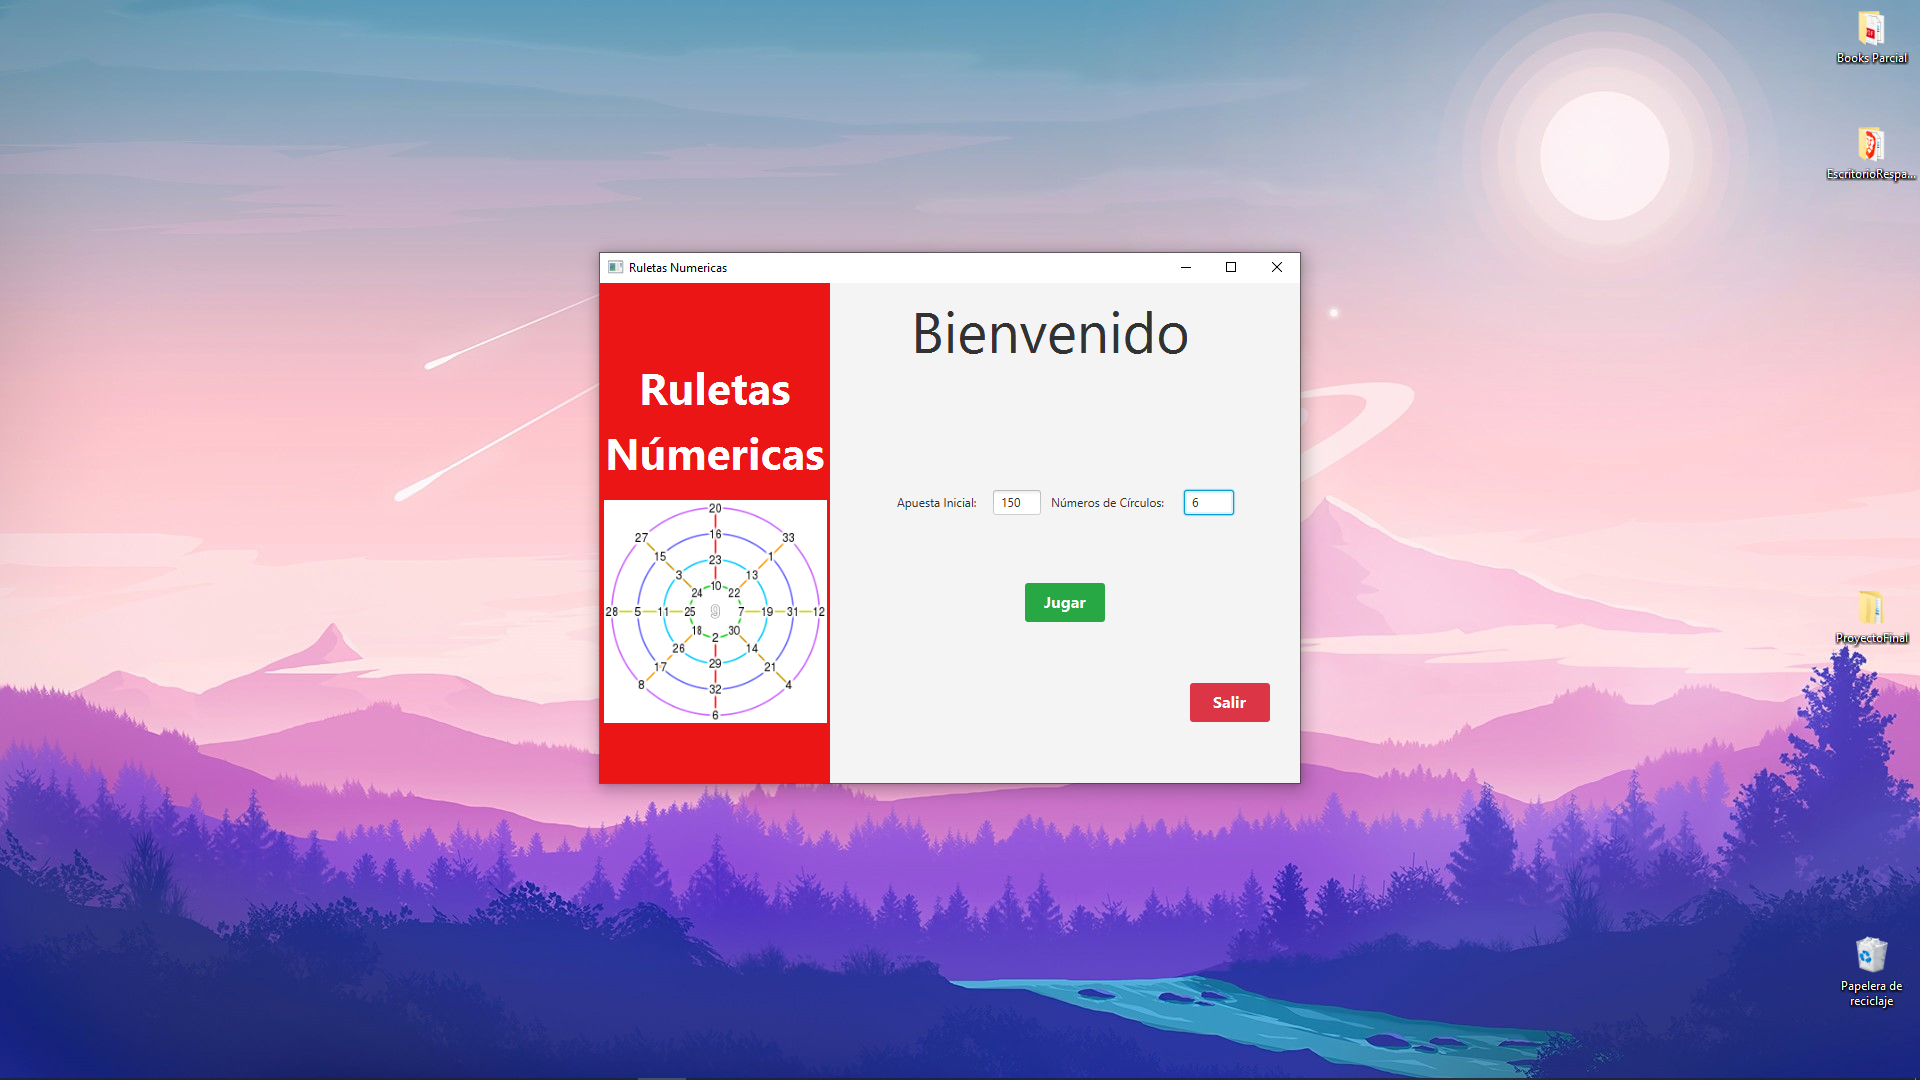 Books Parcial
EscritorioRespa...
Ruletas Numericas
Bienvenido
Ruletas
Númericas
Apuesta Inicial: 150 Números de Círculos: 6
20
27 16 33
15 23 1
3 10 13
24 22
28 5 11 25 9 7 19 31 12
18 2 30
26 29 14
17 32 21
8 6 4
Jugar
Salir
ProyectoFinal
Papelera de
reciclaje